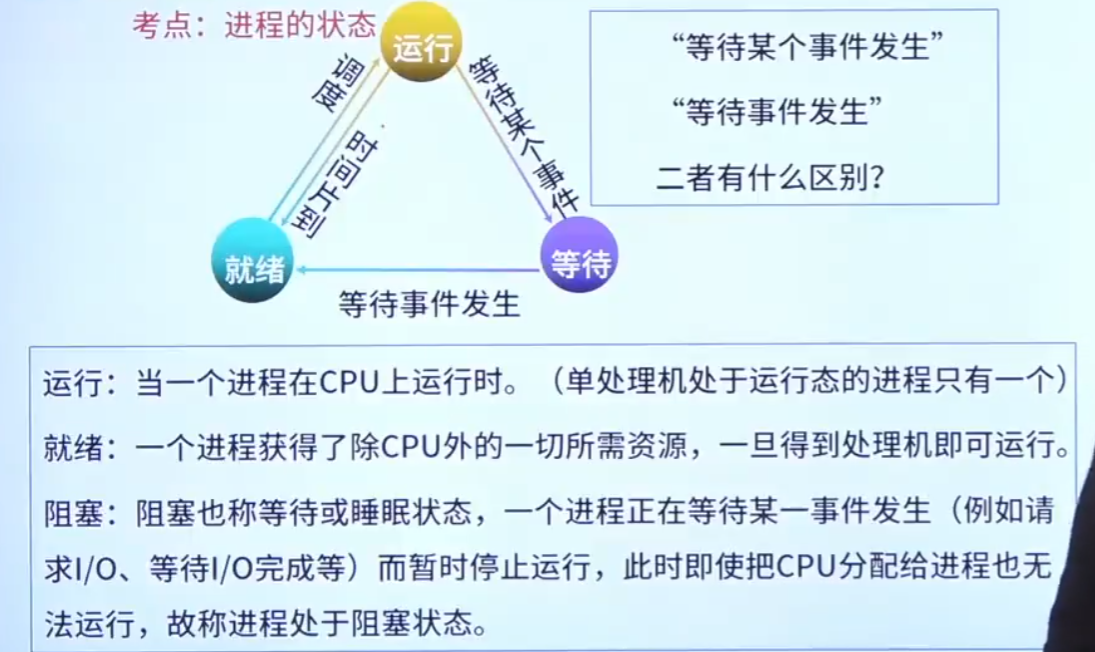 考点：进程的状态
运行
调度
时间片到
等待某个事件
就绪
等待
等待事件发生
“等待某个事件发生”
“等待事件发生”
二者有什么区别？
运行：当一个进程在CPU上运行时。（单处理机处于运行态的进程只有一个）
就绪：一个进程获得了除CPU外的一切所需资源，一旦得到处理机即可运行。
阻塞：阻塞也称等待或睡眠状态，一个进程正在等待某一事件发生（例如请
求I/O、等待I/O完成等）而暂时停止运行，此时即使把CPU分配给进程也无
法运行，故称进程处于阻塞状态。